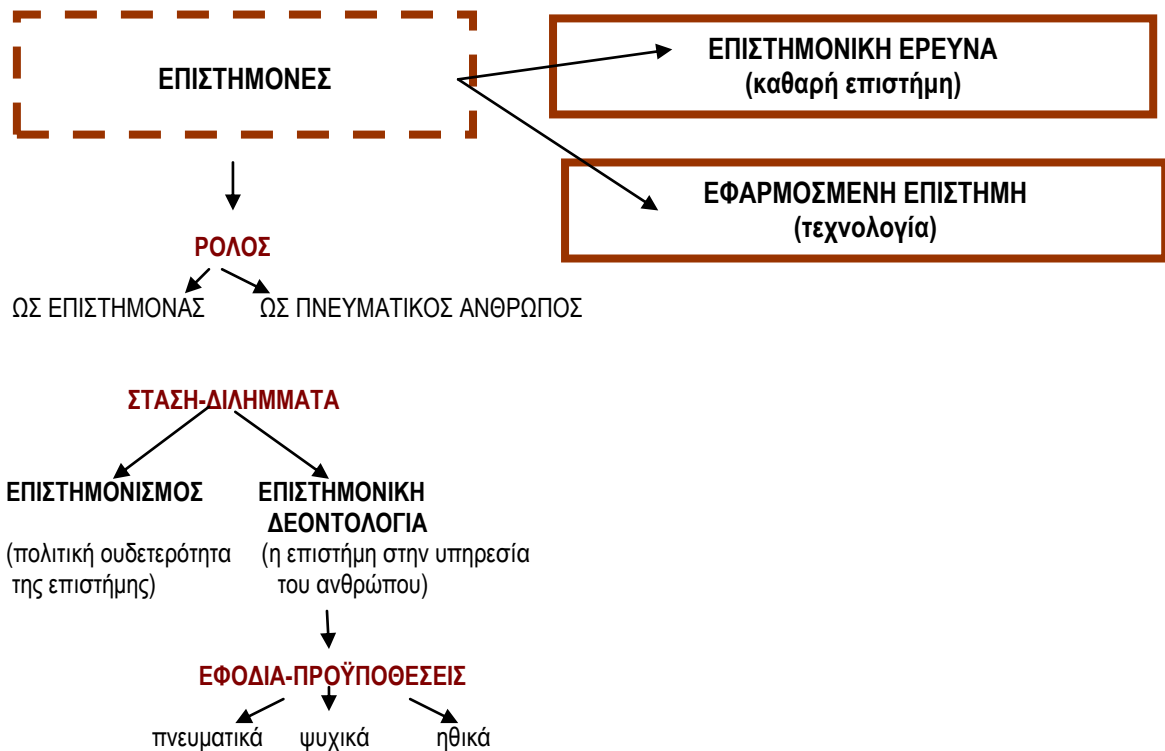 ΕΠΙΣΤΗΜΟΝΕΣ
ΕΠΙΣΤΗΜΟΝΙΚΗ ΕΡΕΥΝΑ
(καθαρή επιστήμη)
ΕΦΑΡΜΟΣΜΕΝΗ ΕΠΙΣΤΗΜΗ
(τεχνολογία)
ΡΟΛΟΣ
ΩΣ ΕΠΙΣΤΗΜΟΝΑΣ
ΩΣ ΠΝΕΥΜΑΤΙΚΟΣ ΑΝΘΡΩΠΟΣ
ΣΤΑΣΗ-ΔΙΛΗΜΜΑΤΑ
ΕΠΙΣΤΗΜΟΝΙΣΜΟΣ
(πολιτική ουδετερότητα
της επιστήμης)
ΕΠΙΣΤΗΜΟΝΙΚΗ
ΔΕΟΝΤΟΛΟΓΙΑ
(η επιστήμη στην υπηρεσία
του ανθρώπου)
ΕΦΟΔΙΑ-ΠΡΟΫΠΟΘΕΣΕΙΣ
πνευματικά
ψυχικά
ηθικά